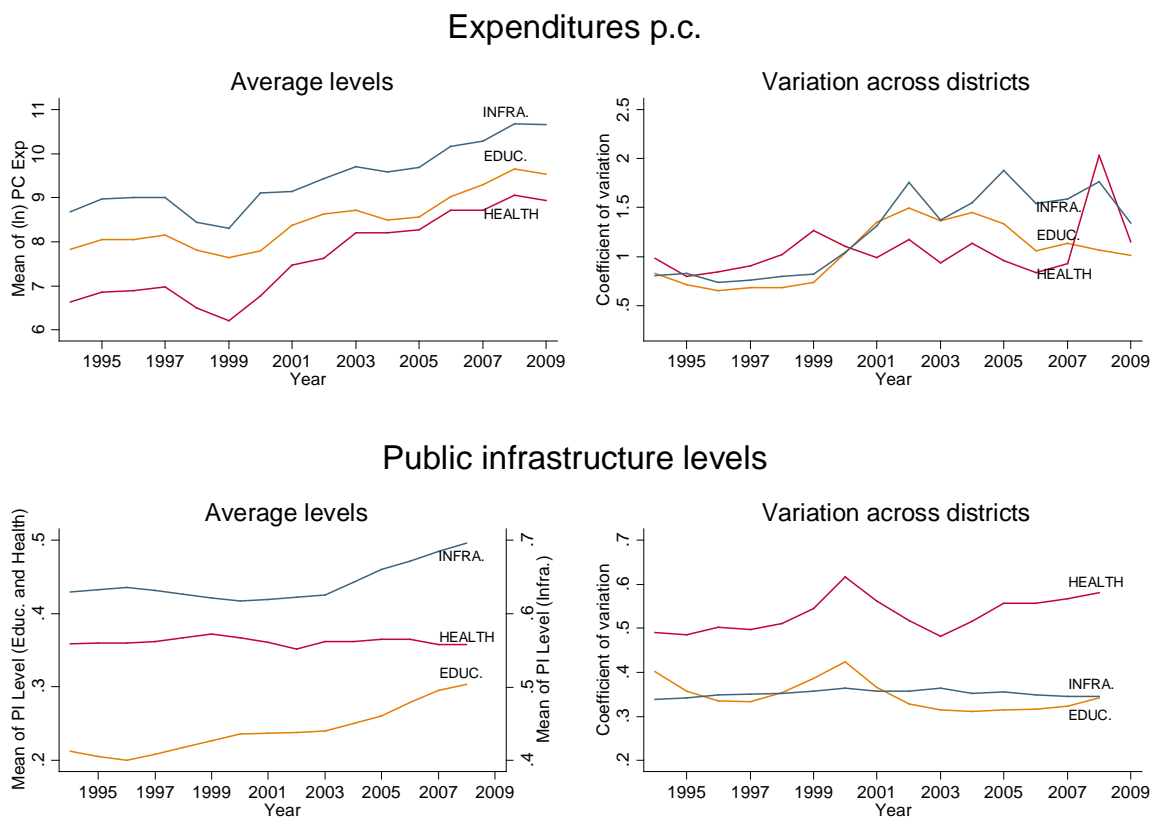 Expenditures p.c.
Average levels
Variation across districts
Mean of (ln) PC Exp
6 7 8 9 10 11
INFRA.
EDUC.
HEALTH
1995 1997 1999 2001 2003 2005 2007 2009
Year
Coefficient of variation
.5 1 1.5 2 2.5
INFRA.
EDUC.
HEALTH
1995 1997 1999 2001 2003 2005 2007 2009
Year
Public infrastructure levels
Average levels
Variation across districts
Mean of PI Level (Educ. and Health)
.2 .3 .4 .5
INFRA.
HEALTH
EDUC.
.4 .5 .6 .7
Mean of PI Level (Infra.)
1995 1997 1999 2001 2003 2005 2007 2009
Year
Coefficient of variation
.2 .3 .4 .5 .6 .7
HEALTH
INFRA.
EDUC.
1995 1997 1999 2001 2003 2005 2007 2009
Year